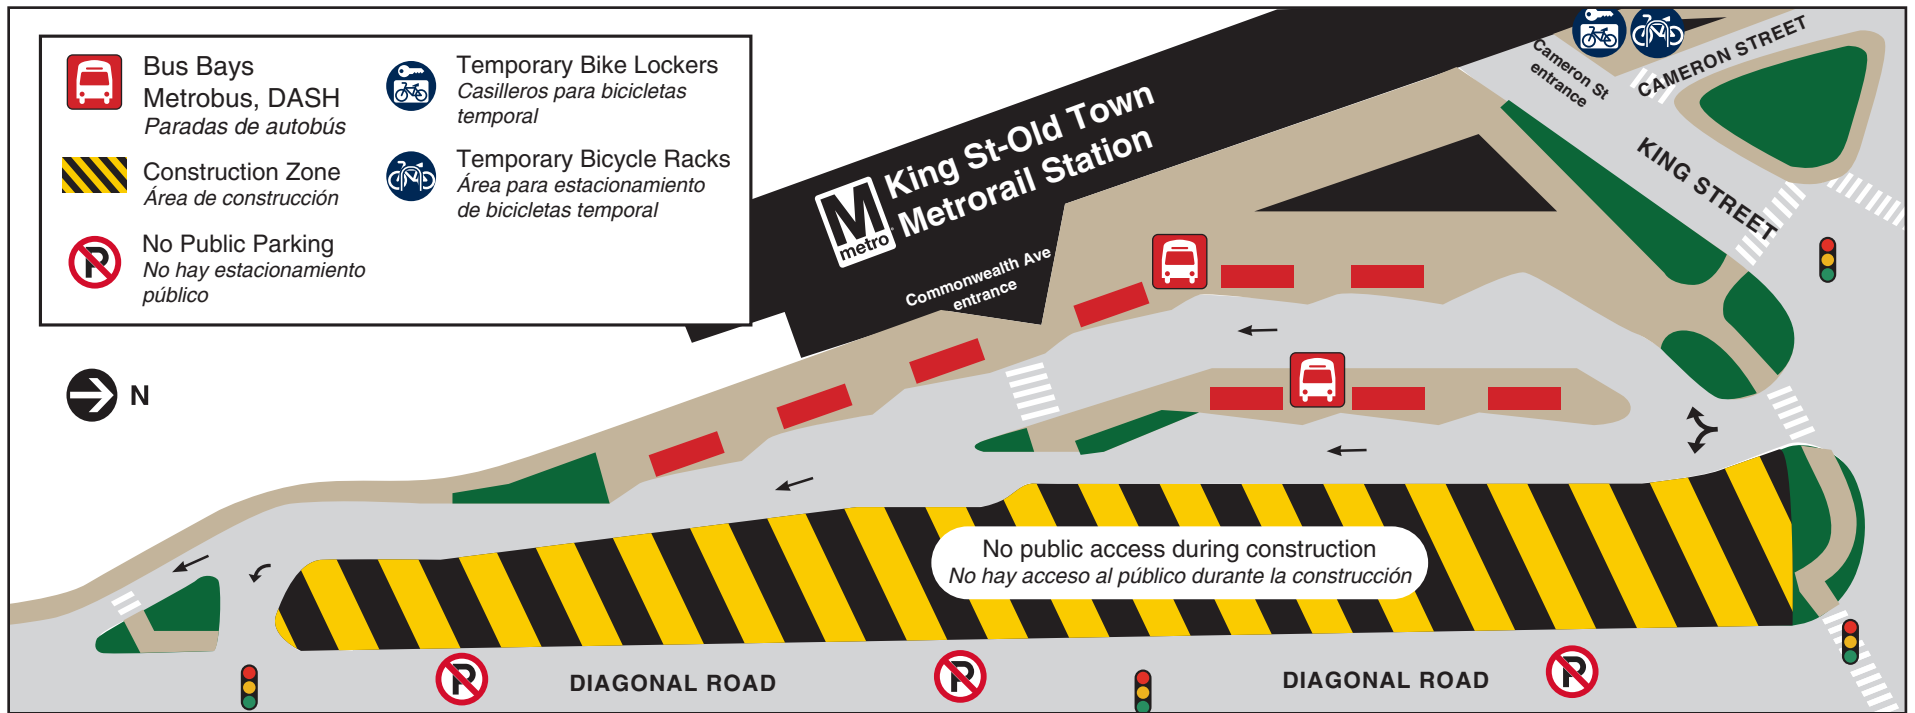 Bus Bays
Metrobus, DASH
Paradas de autobús
Construction Zone
Área de construcción
No Public Parking
No hay estacionamiento
público
Temporary Bike Lockers
Casilleros para bicicletas
temporal
Temporary Bicycle Racks
Área para estacionamiento
de bicicletas temporal
N
M
metro
King St-Old Town
Metrorail Station
Commonwealth Ave
entrance
Cameron St
entrance
CAMERON STREET
KING STREET
No public access during construction
No hay acceso al público durante la construcción
P
P
P
P
DIAGONAL ROAD
DIAGONAL ROAD